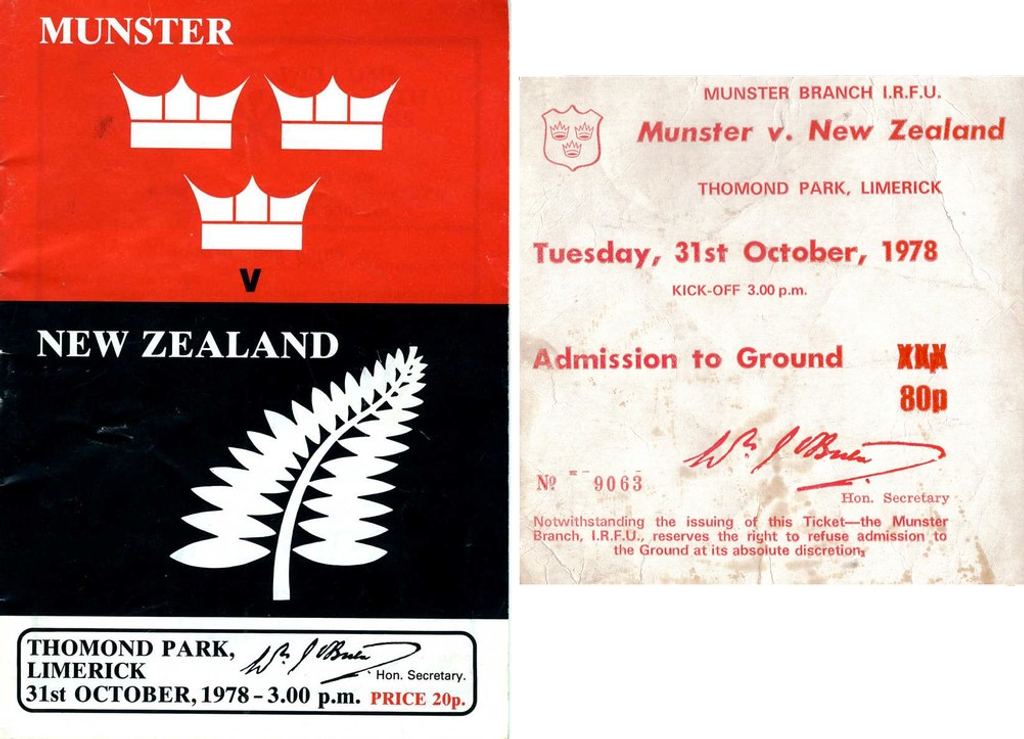 MUNSTER
V
NEW ZEALAND
THOMOND PARK,
LIMERICK
Hon. Secretary.
31st OCTOBER, 1978 - 3.00 p.m. PRICE 20p.
MUNSTER BRANCH I.R.F.U.
Munster v. New Zealand
THOMOND PARK, LIMERICK
Tuesday, 31st October, 1978
KICK-OFF 3.00 p.m.
Admission to Ground XXX
80p
Nº 9063
Hon. Secretary
Notwithstanding the issuing of this Ticket—the Munster
Branch, I.R.F.U., reserves the right to refuse admission to
the Ground at its absolute discretion.